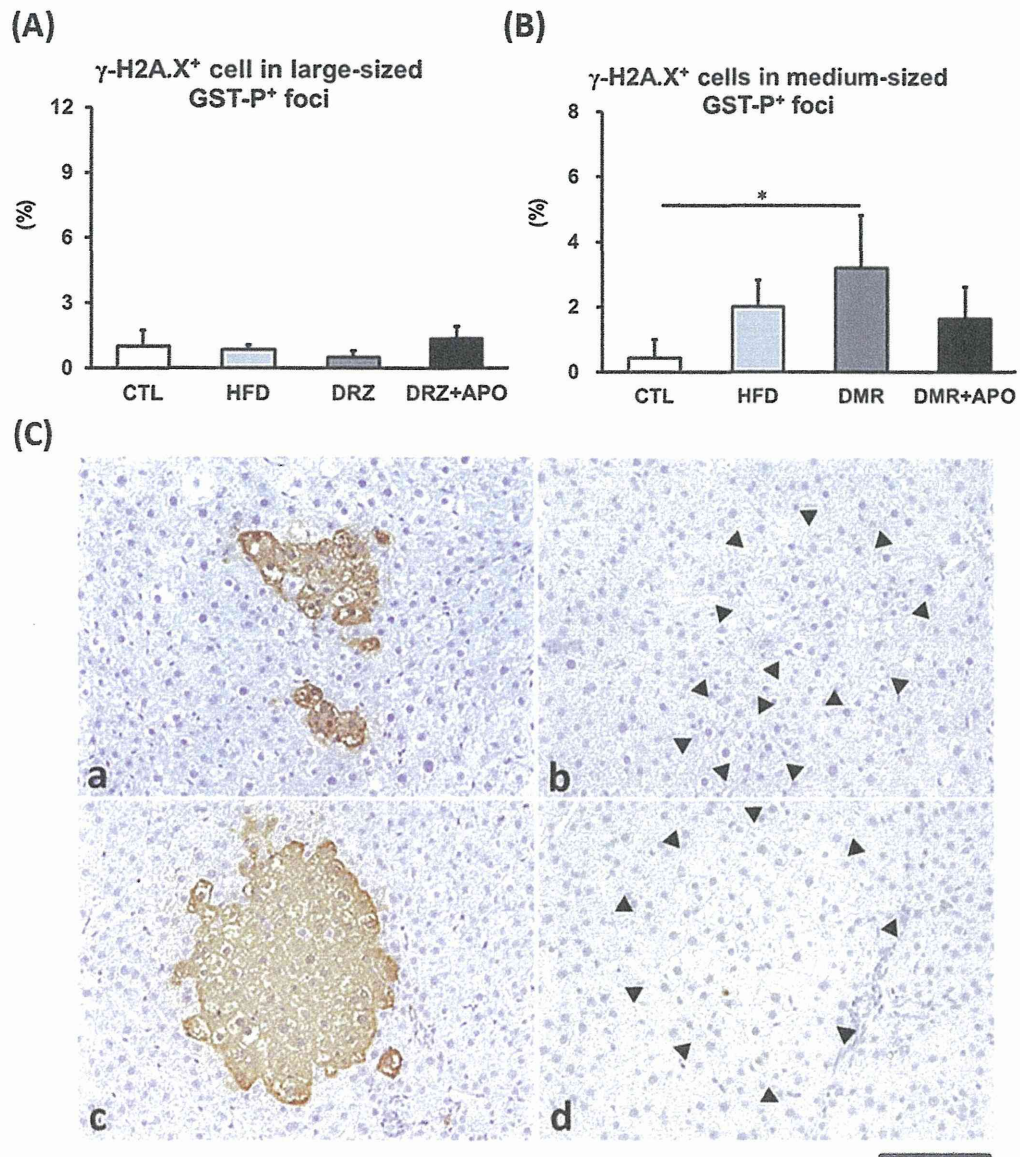 (A)
γ-H2A.X⁺ cell in large-sized
GST-P⁺ foci
12
9
6
3
0
(%)
CTL HFD DRZ DRZ+APO
(B)
γ-H2A.X⁺ cells in medium-sized
GST-P⁺ foci
8
6
4
2
0
(%)
*
CTL HFD DMR DMR+APO
(C)
a
b
c
d